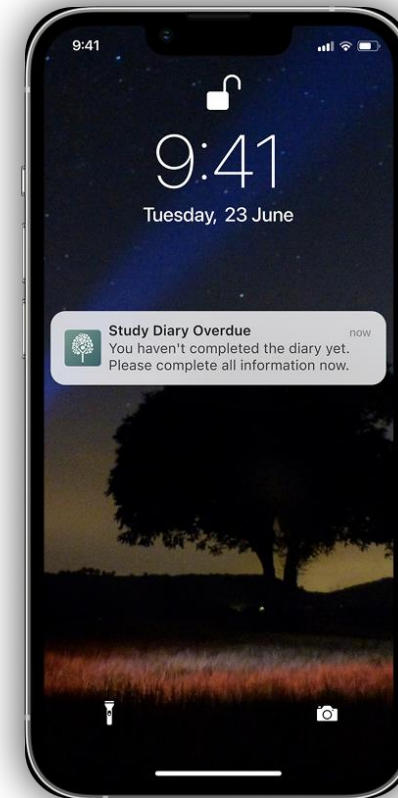 9:41
9:41
Tuesday, 23 June
Study Diary Overdue
now
You haven't completed the diary yet.
Please complete all information now.